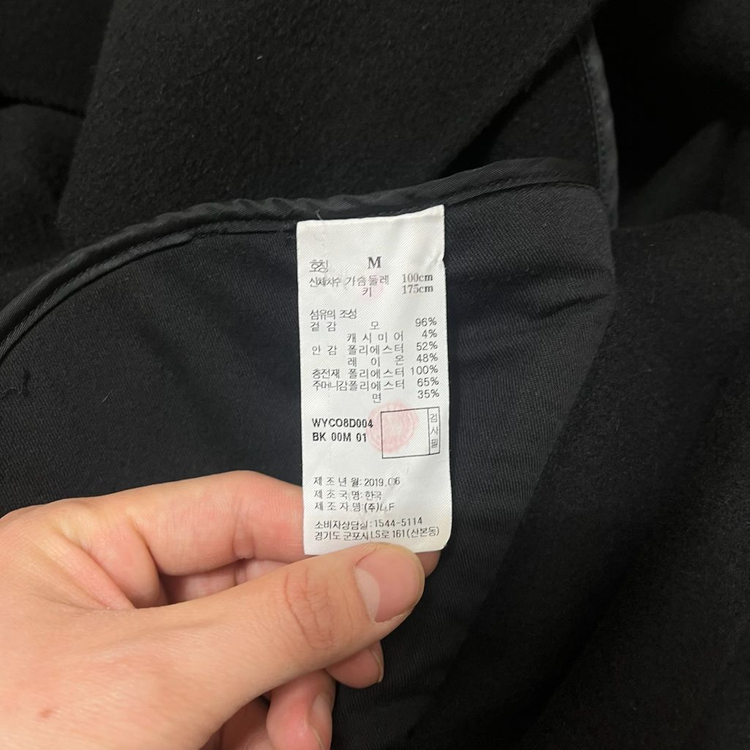 호칭 M
신체치수 가슴둘레 100cm
키 175cm
섬유의 조성
겉감 모 96%
캐시미어 4%
안감 폴리에스터 52%
레이온 48%
충전재 폴리에스터 100%
주머니감 폴리에스터 65%
면 35%
WYCO8D004
BK 00M 01
검사필
제조년월: 2019.06
제조국명: 한국
제조자명: (주)LF
소비자상담실: 1544-5114
경기도 군포시 LS로 161(산본동)